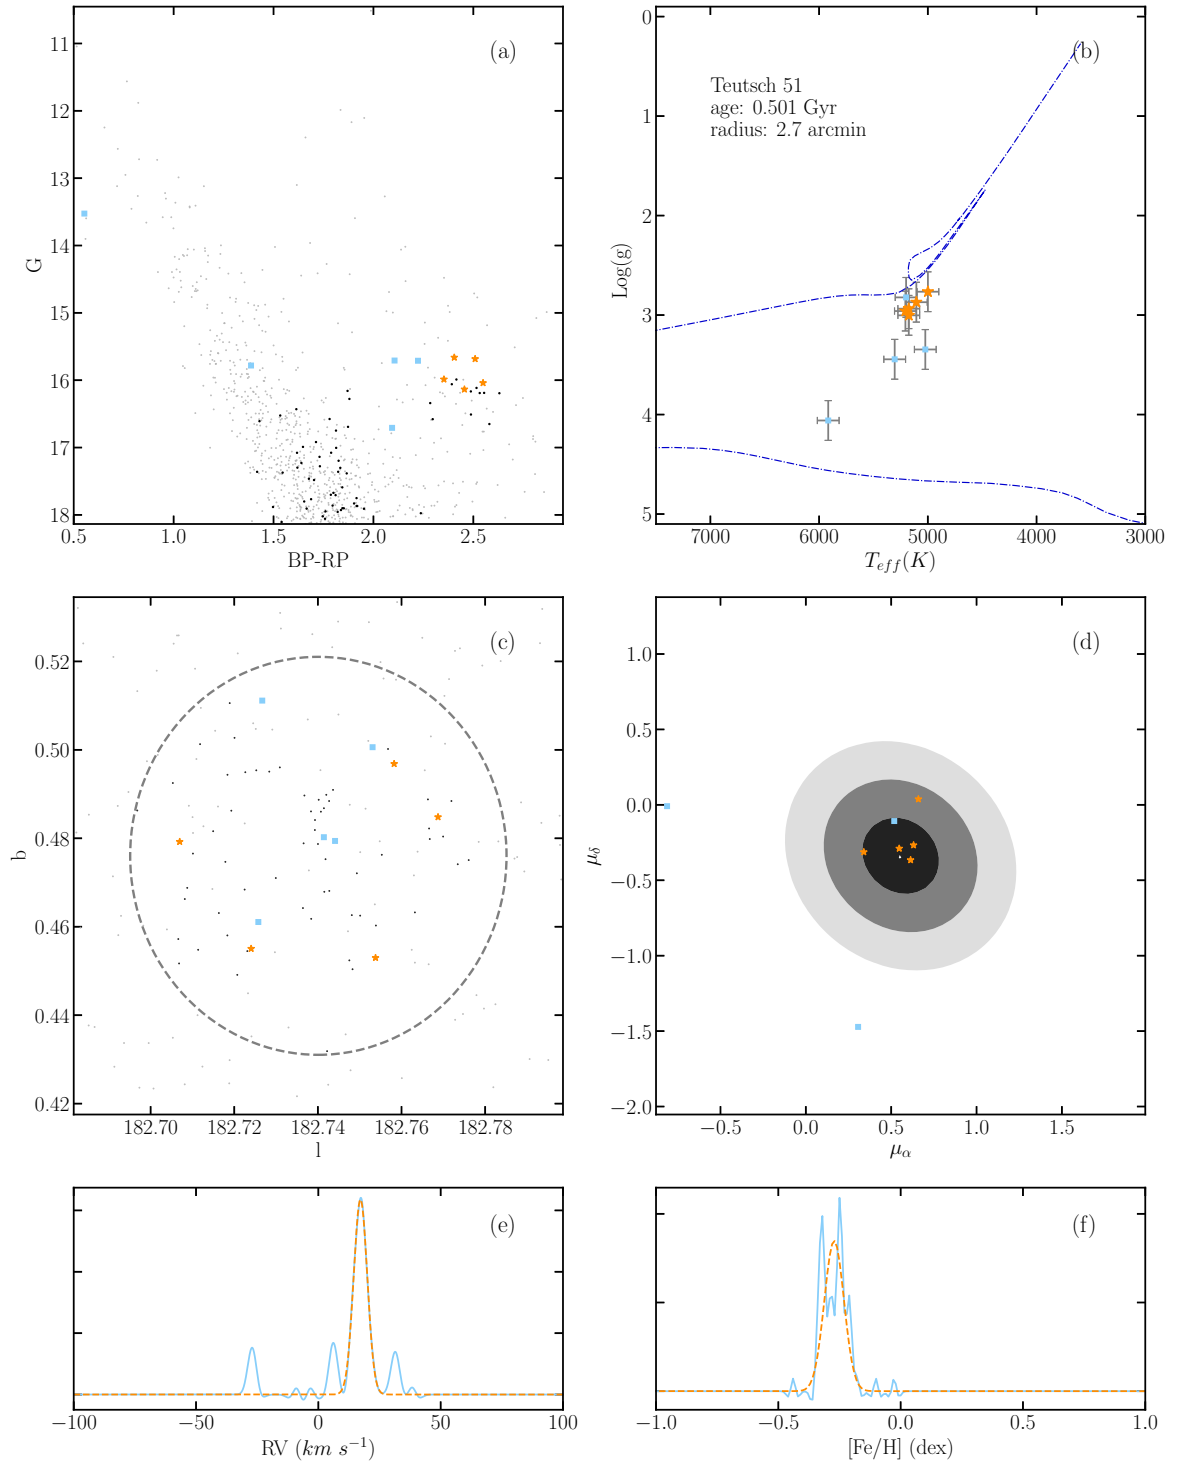 (a)
11
12
13
14
15
16
17
18
G
0.5 1.0 1.5 2.0 2.5
BP-RP
(b)
Teutsch 51
age: 0.501 Gyr
radius: 2.7 arcmin
0
1
2
3
4
5
Log(g)
7000 6000 5000 4000 3000
T_eff(K)
(c)
0.52
0.50
0.48
0.46
0.44
0.42
b
182.70 182.72 182.74 182.76 182.78
l
(d)
1.0
0.5
0.0
−0.5
−1.0
−1.5
−2.0
μ_δ
−0.5 0.0 0.5 1.0 1.5
μ_α
(e)
−100 −50 0 50 100
RV (km s⁻¹)
(f)
−1.0 −0.5 0.0 0.5 1.0
[Fe/H] (dex)